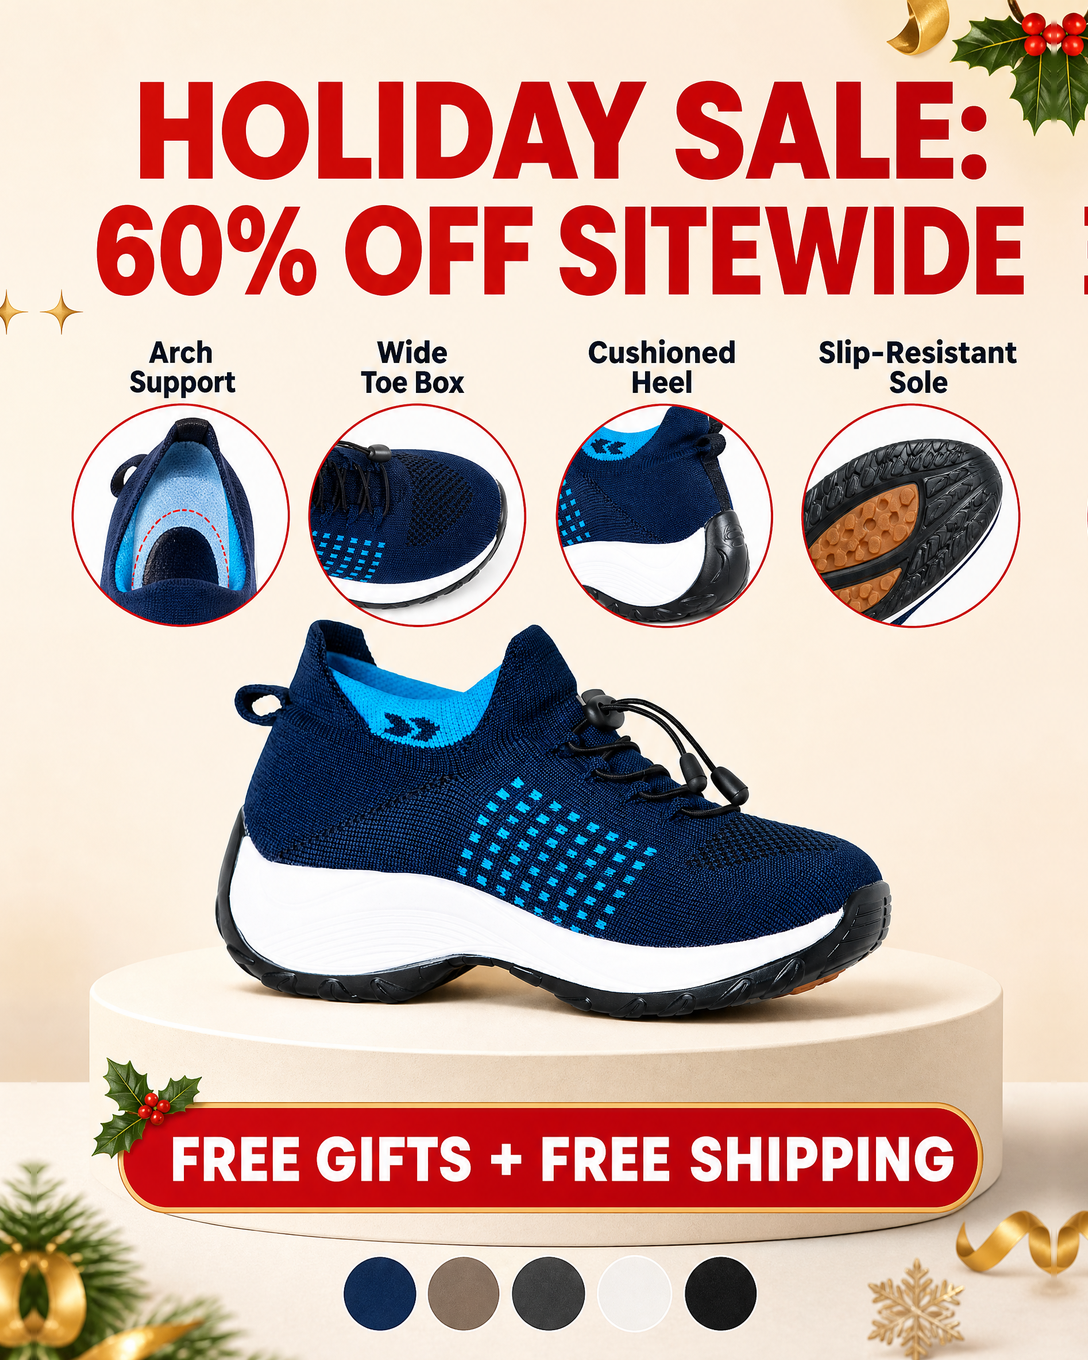 HOLIDAY SALE:
60% OFF SITEWIDE
Arch
Support
Wide
Toe Box
Cushioned
Heel
Slip-Resistant
Sole
FREE GIFTS + FREE SHIPPING